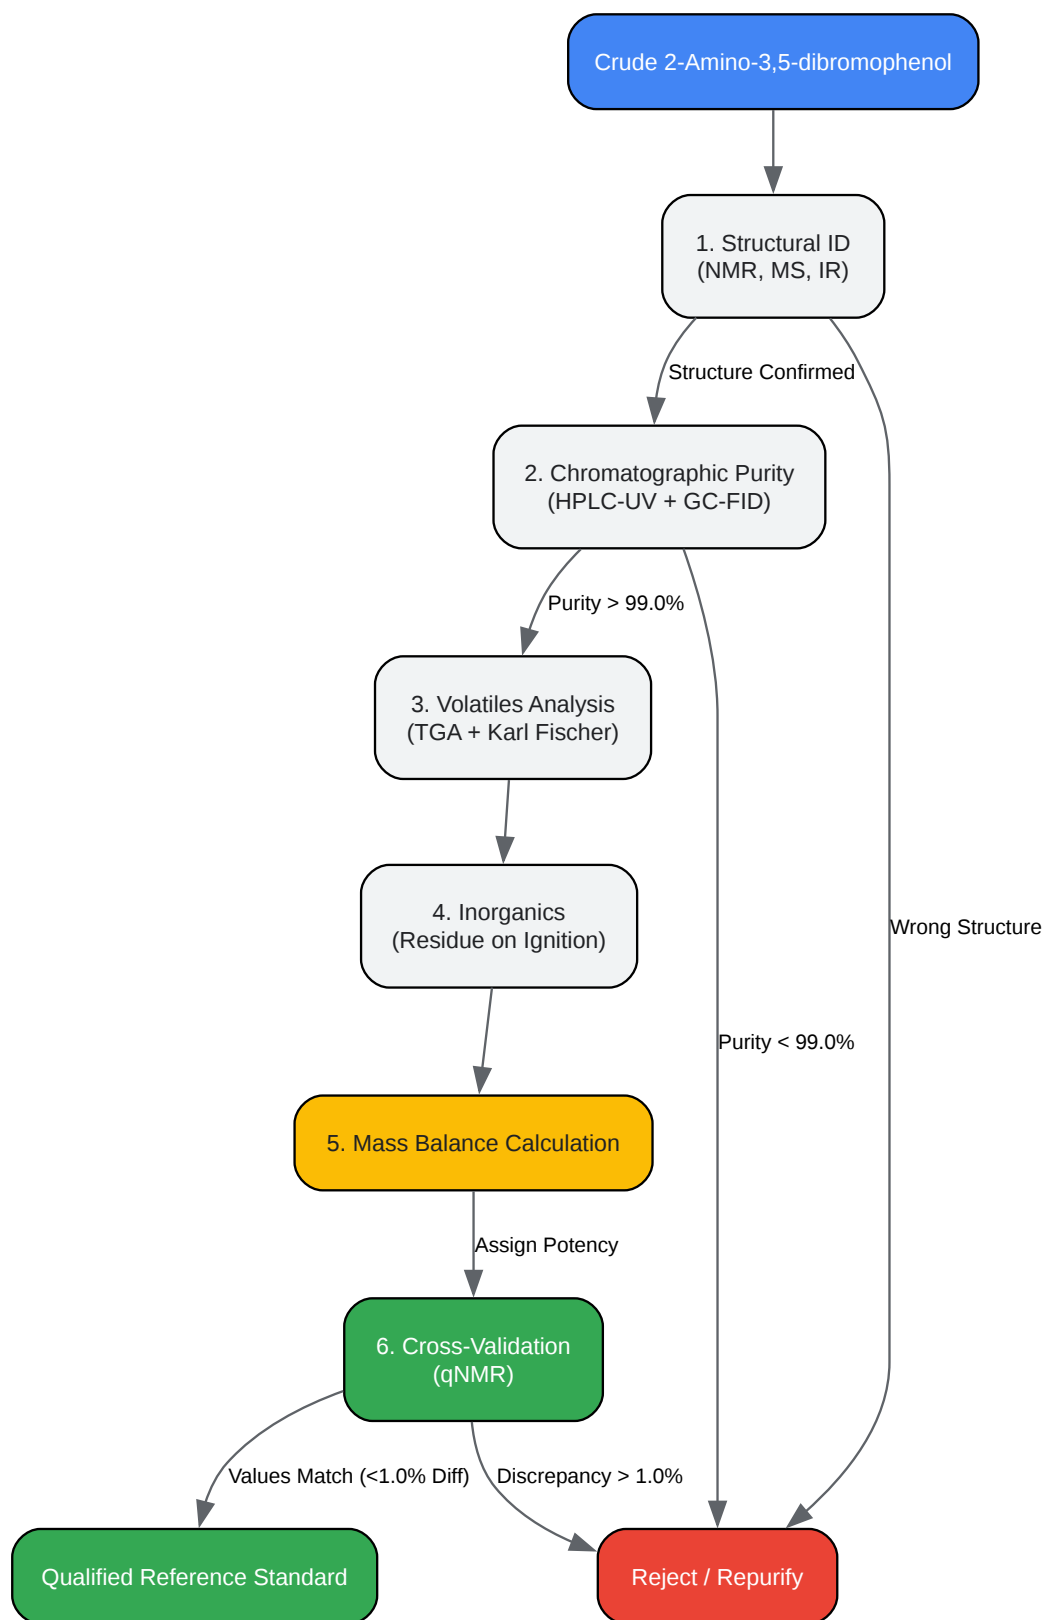 Crude 2-Amino-3,5-dibromophenol
1. Structural ID
(NMR, MS, IR)
Structure Confirmed
2. Chromatographic Purity
(HPLC-UV + GC-FID)
Purity > 99.0%
3. Volatiles Analysis
(TGA + Karl Fischer)
4. Inorganics
(Residue on Ignition)
Wrong Structure
Purity < 99.0%
5. Mass Balance Calculation
Assign Potency
6. Cross-Validation
(qNMR)
Values Match (<1.0% Diff)
Discrepancy > 1.0%
Qualified Reference Standard
Reject / Repurify